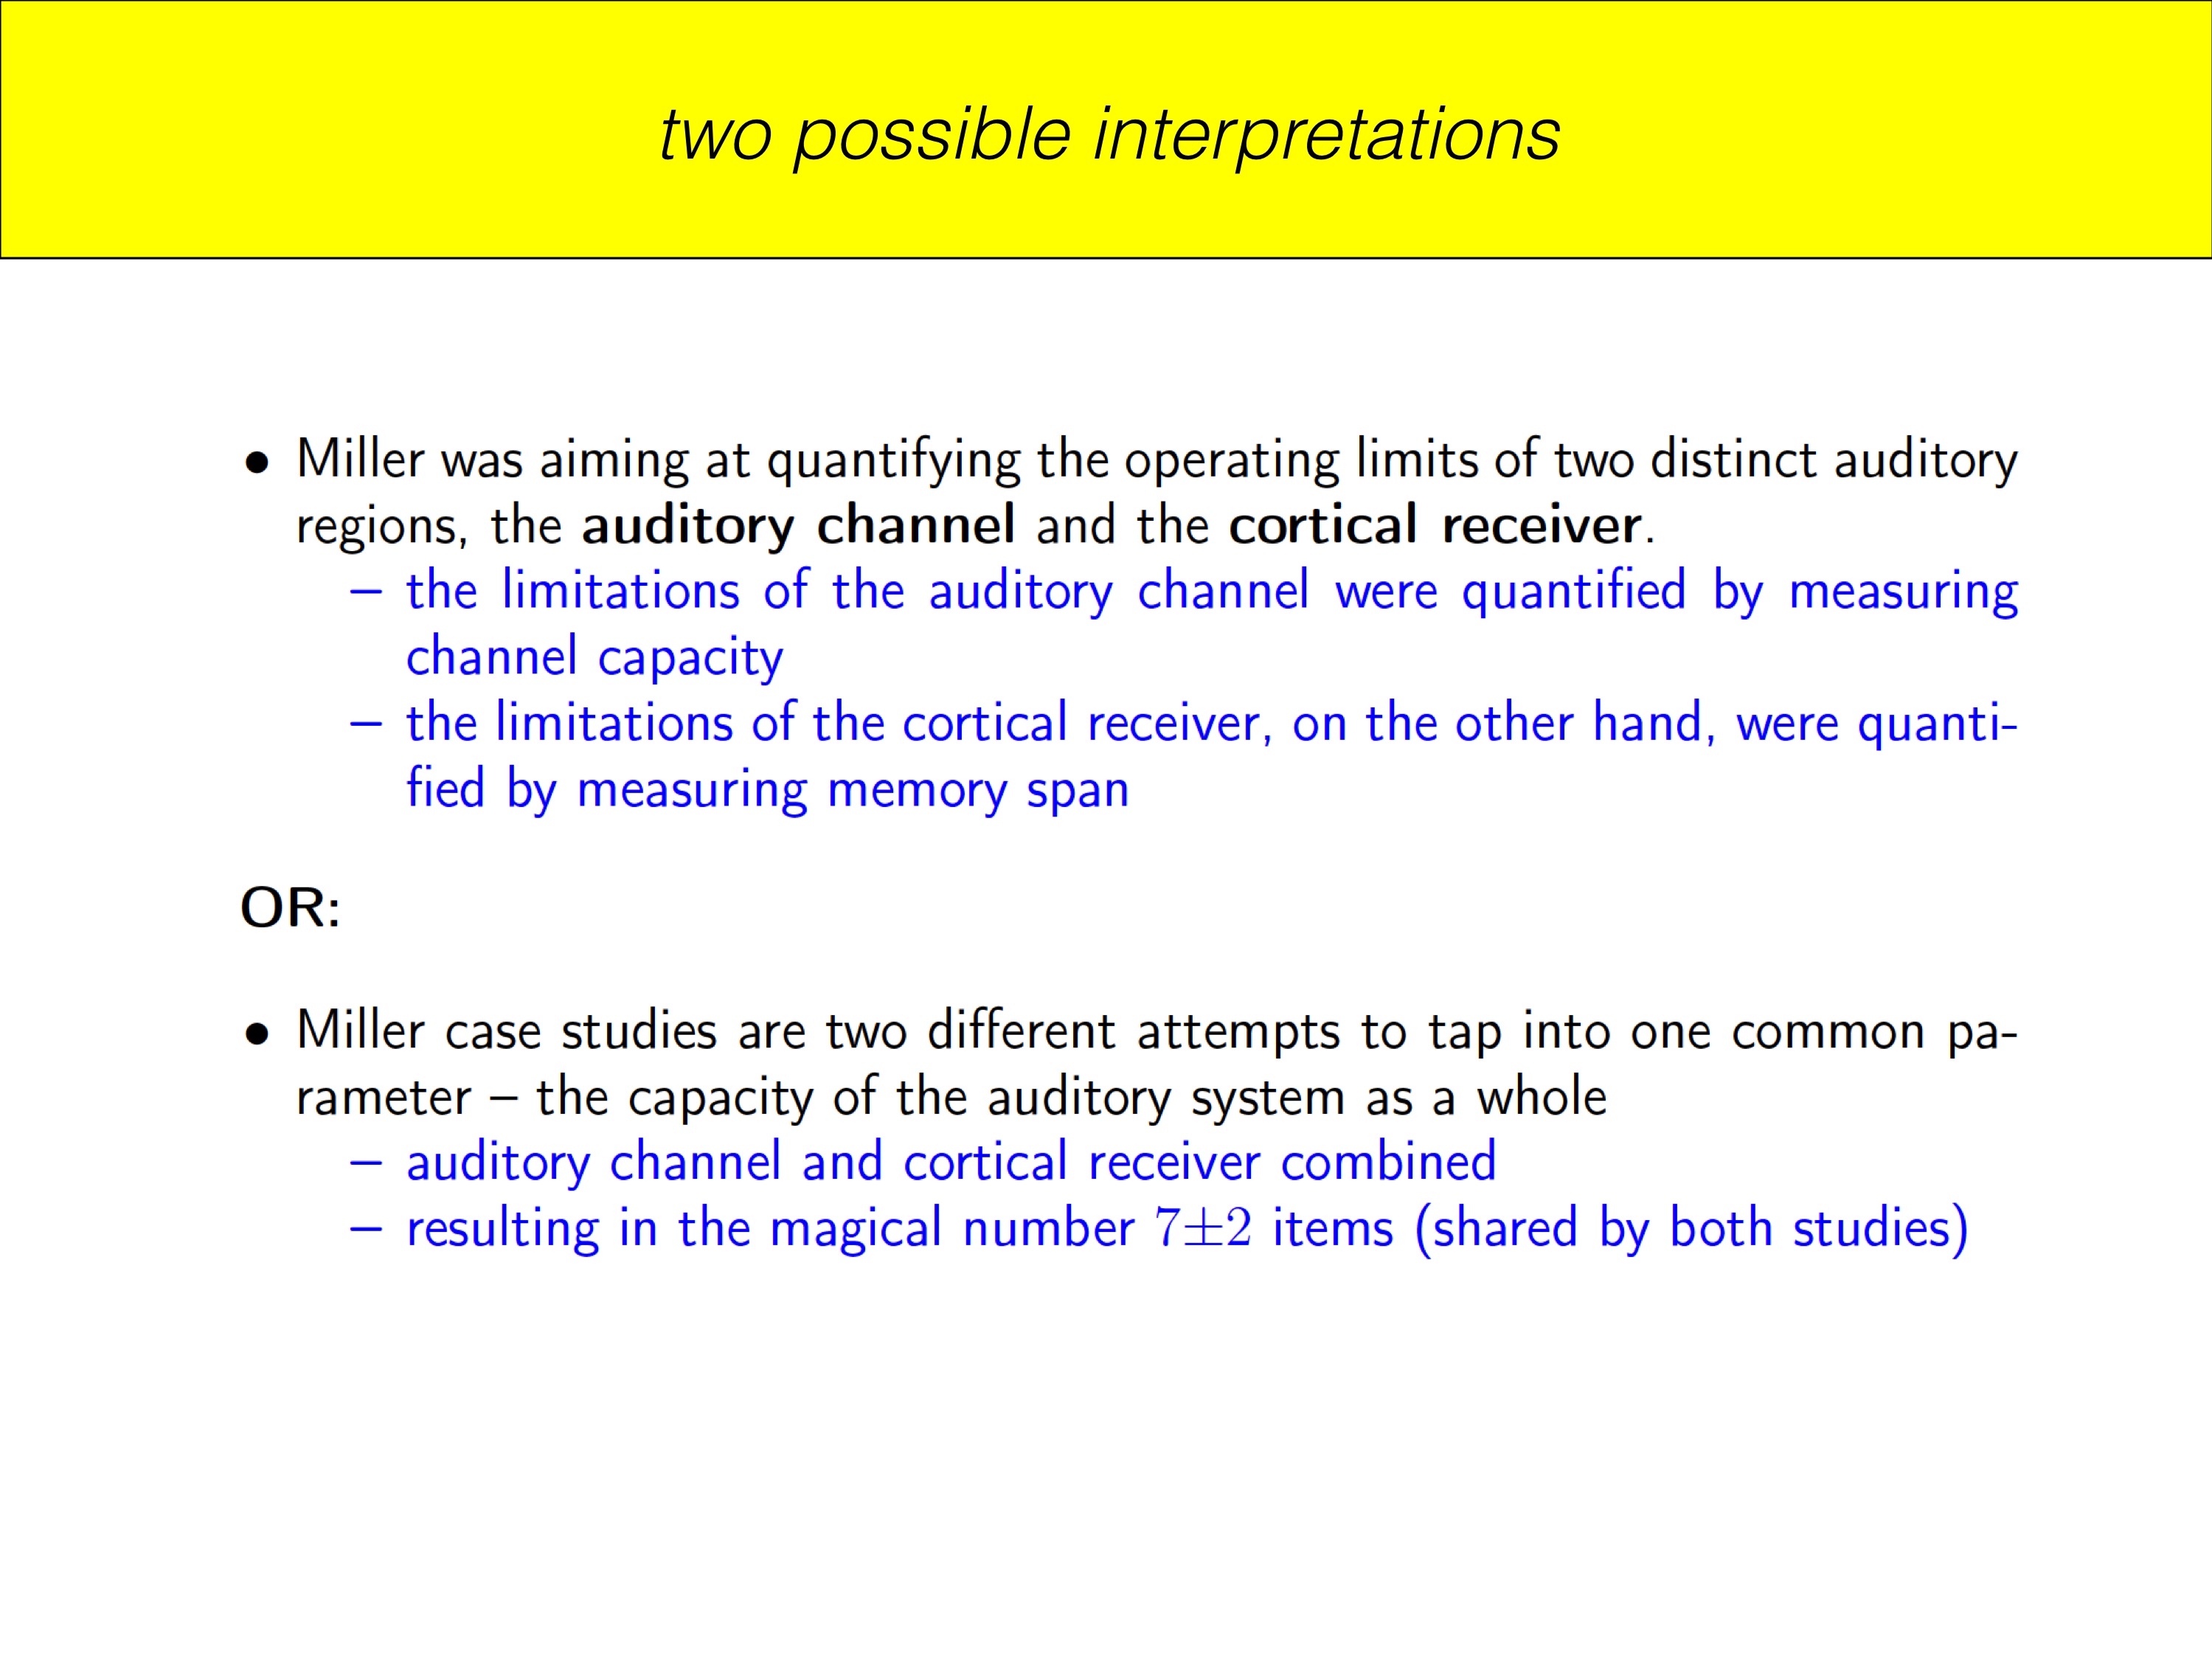 two possible interpretations
• Miller was aiming at quantifying the operating limits of two distinct auditory
regions, the auditory channel and the cortical receiver.
– the limitations of the auditory channel were quantified by measuring
channel capacity
– the limitations of the cortical receiver, on the other hand, were quanti-
fied by measuring memory span
OR:
• Miller case studies are two different attempts to tap into one common pa-
rameter – the capacity of the auditory system as a whole
– auditory channel and cortical receiver combined
– resulting in the magical number 7±2 items (shared by both studies)